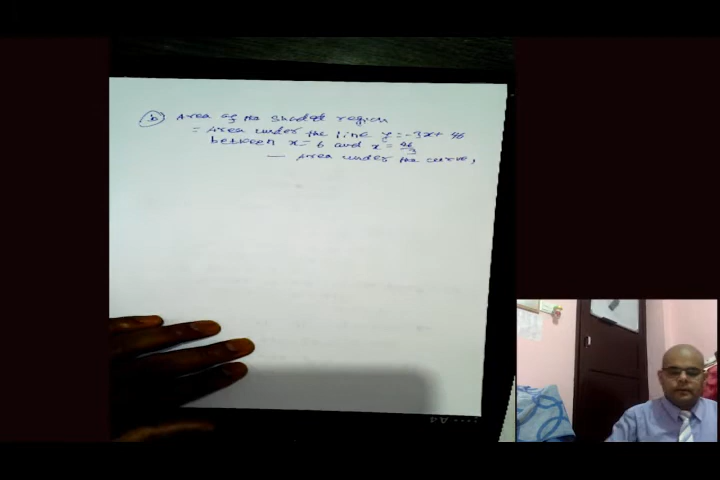 (b) Area of the shaded region
= Area under the line y = -3x + 46
between x = 6 and x = 46/3
— Area under the curve,